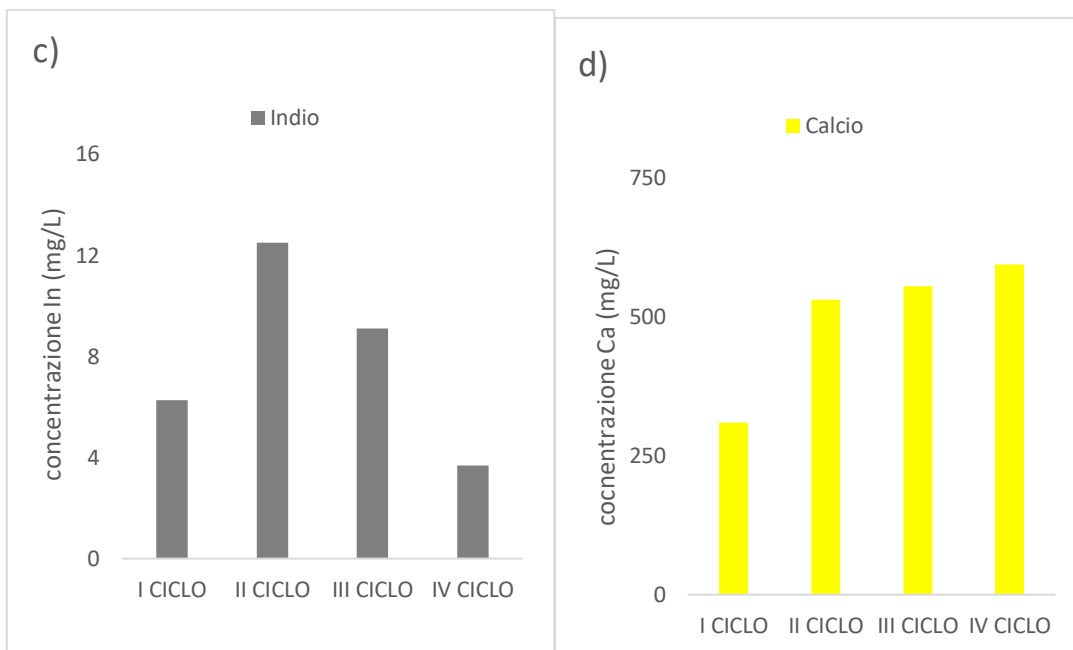 c)
Indio
16
12
8
4
0
concentrazione In (mg/L)
I CICLO II CICLO III CICLO IV CICLO
d)
Calcio
750
500
250
0
cocnentrazione Ca (mg/L)
I CICLO II CICLO III CICLO IV CICLO